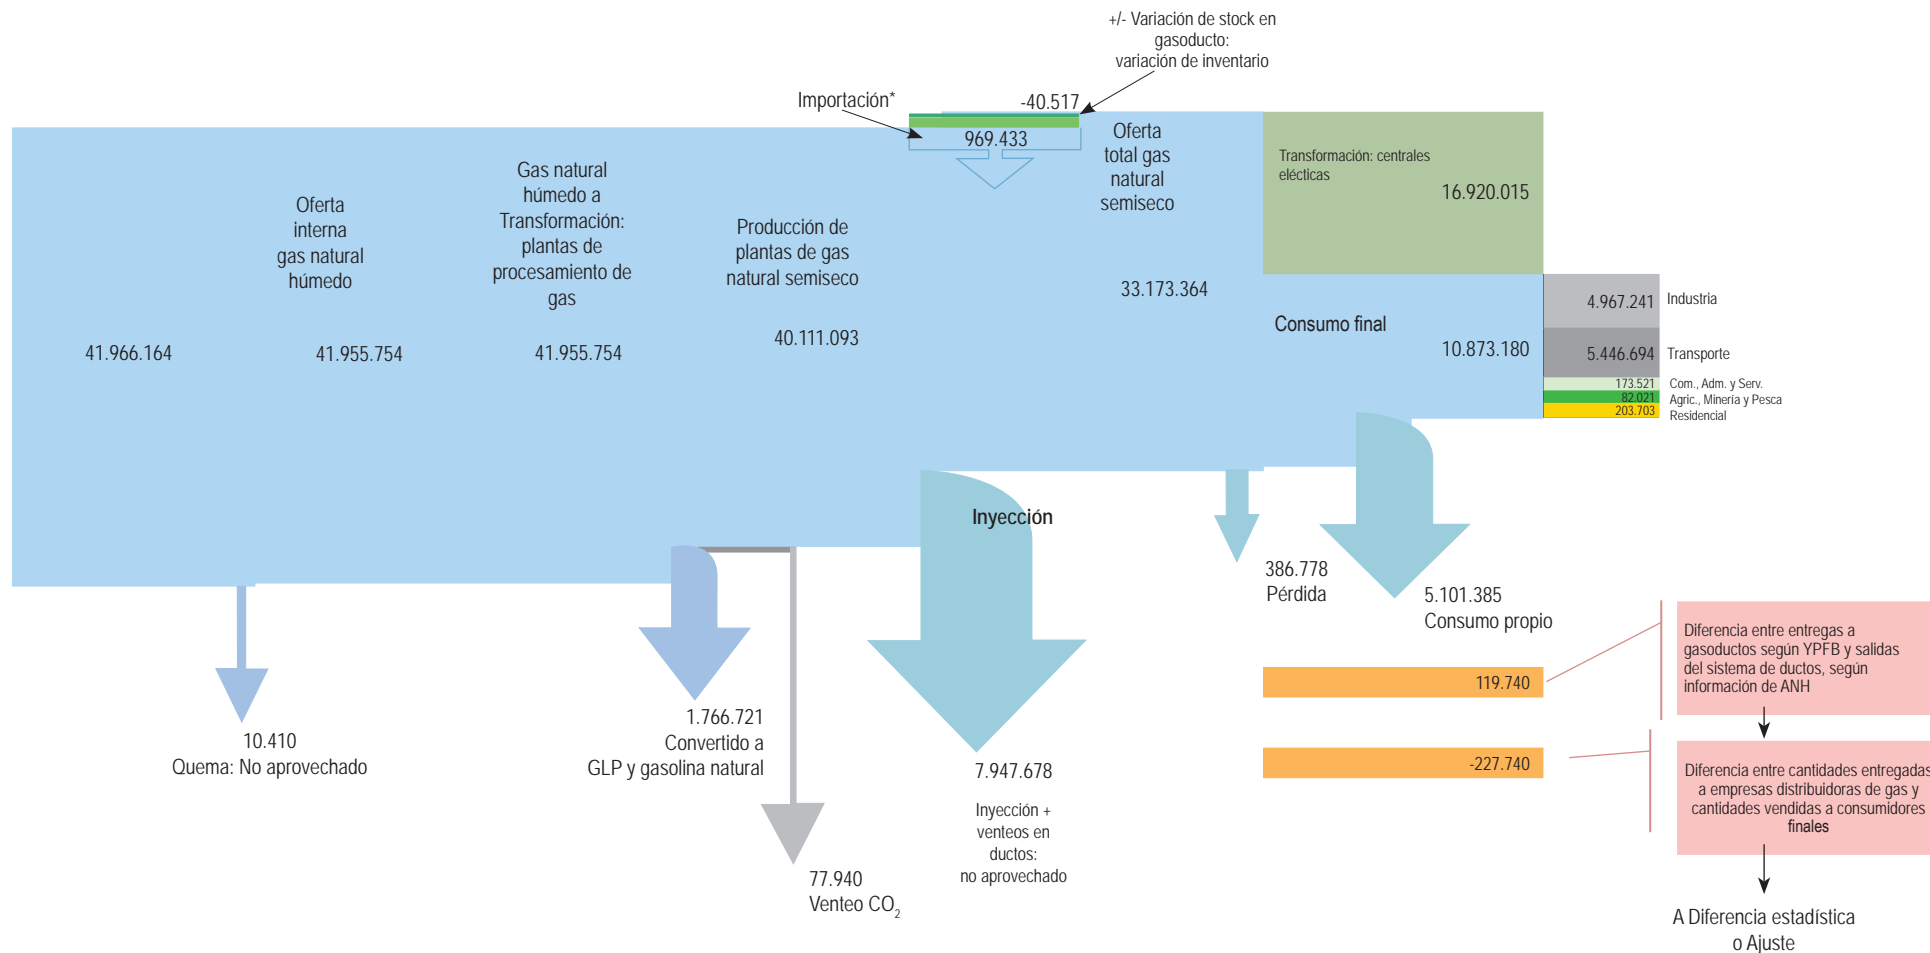 +/- Variación de stock en
gasoducto:
variación de inventario
Importación*
-40.517
969.433
Oferta
total gas
natural
semiseco
33.173.364
Gas natural
húmedo a
Transformación:
plantas de
procesamiento de
gas
41.955.754
Oferta
interna
gas natural
húmedo
41.955.754
41.966.164
Producción de
plantas de gas
natural semiseco
40.111.093
Transformación: centrales
elécticas
16.920.015
Consumo final
10.873.180
4.967.241
Industria
5.446.694
Transporte
173.521
Com., Adm. y Serv.
82.021
Agric., Minería y Pesca
203.703
Residencial
Inyección
386.778
Pérdida
5.101.385
Consumo propio
10.410
Quema: No aprovechado
1.766.721
Convertido a
GLP y gasolina natural
77.940
Venteo CO₂
7.947.678
Inyección +
venteos en
ductos:
no aprovechado
119.740
-227.740
Diferencia entre entregas a
gasoductos según YPFB y salidas
del sistema de ductos, según
información de ANH
Diferencia entre cantidades entregadas
a empresas distribuidoras de gas y
cantidades vendidas a consumidores
finales
A Diferencia estadística
o Ajuste